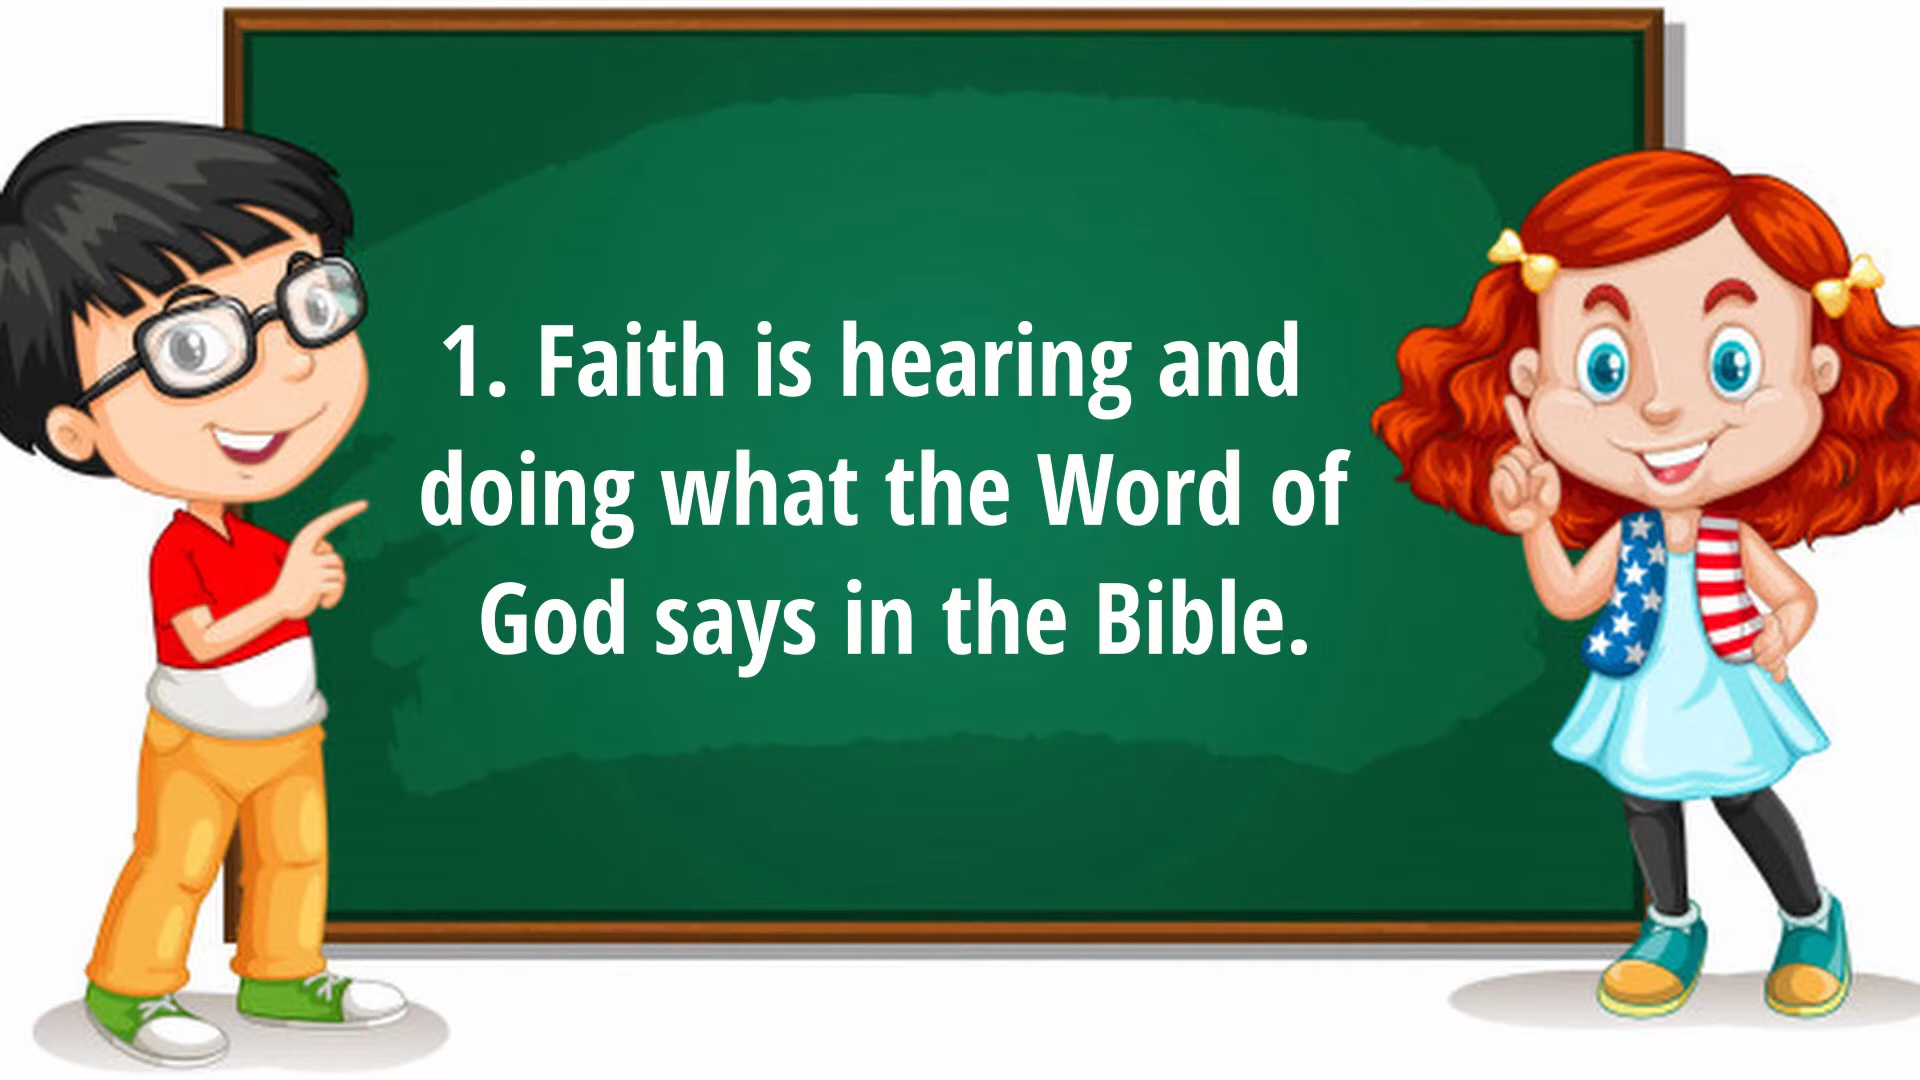 1. Faith is hearing and
doing what the Word of
God says in the Bible.